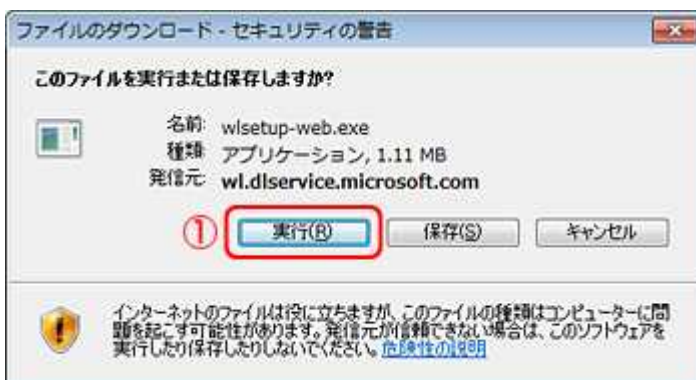 ファイルのダウンロード - セキュリティの警告
このファイルを実行または保存しますか?
名前: wlsetup-web.exe
種類: アプリケーション, 1.11 MB
発信元: wl.dlservice.microsoft.com
① 実行(R) 保存(S) キャンセル
インターネットのファイルは役に立ちますが、このファイルの種類はコンピューターに問
題を起こす可能性があります。発信元が信頼できない場合は、このソフトウェアを
実行したり保存したりしないでください。危険性の説明